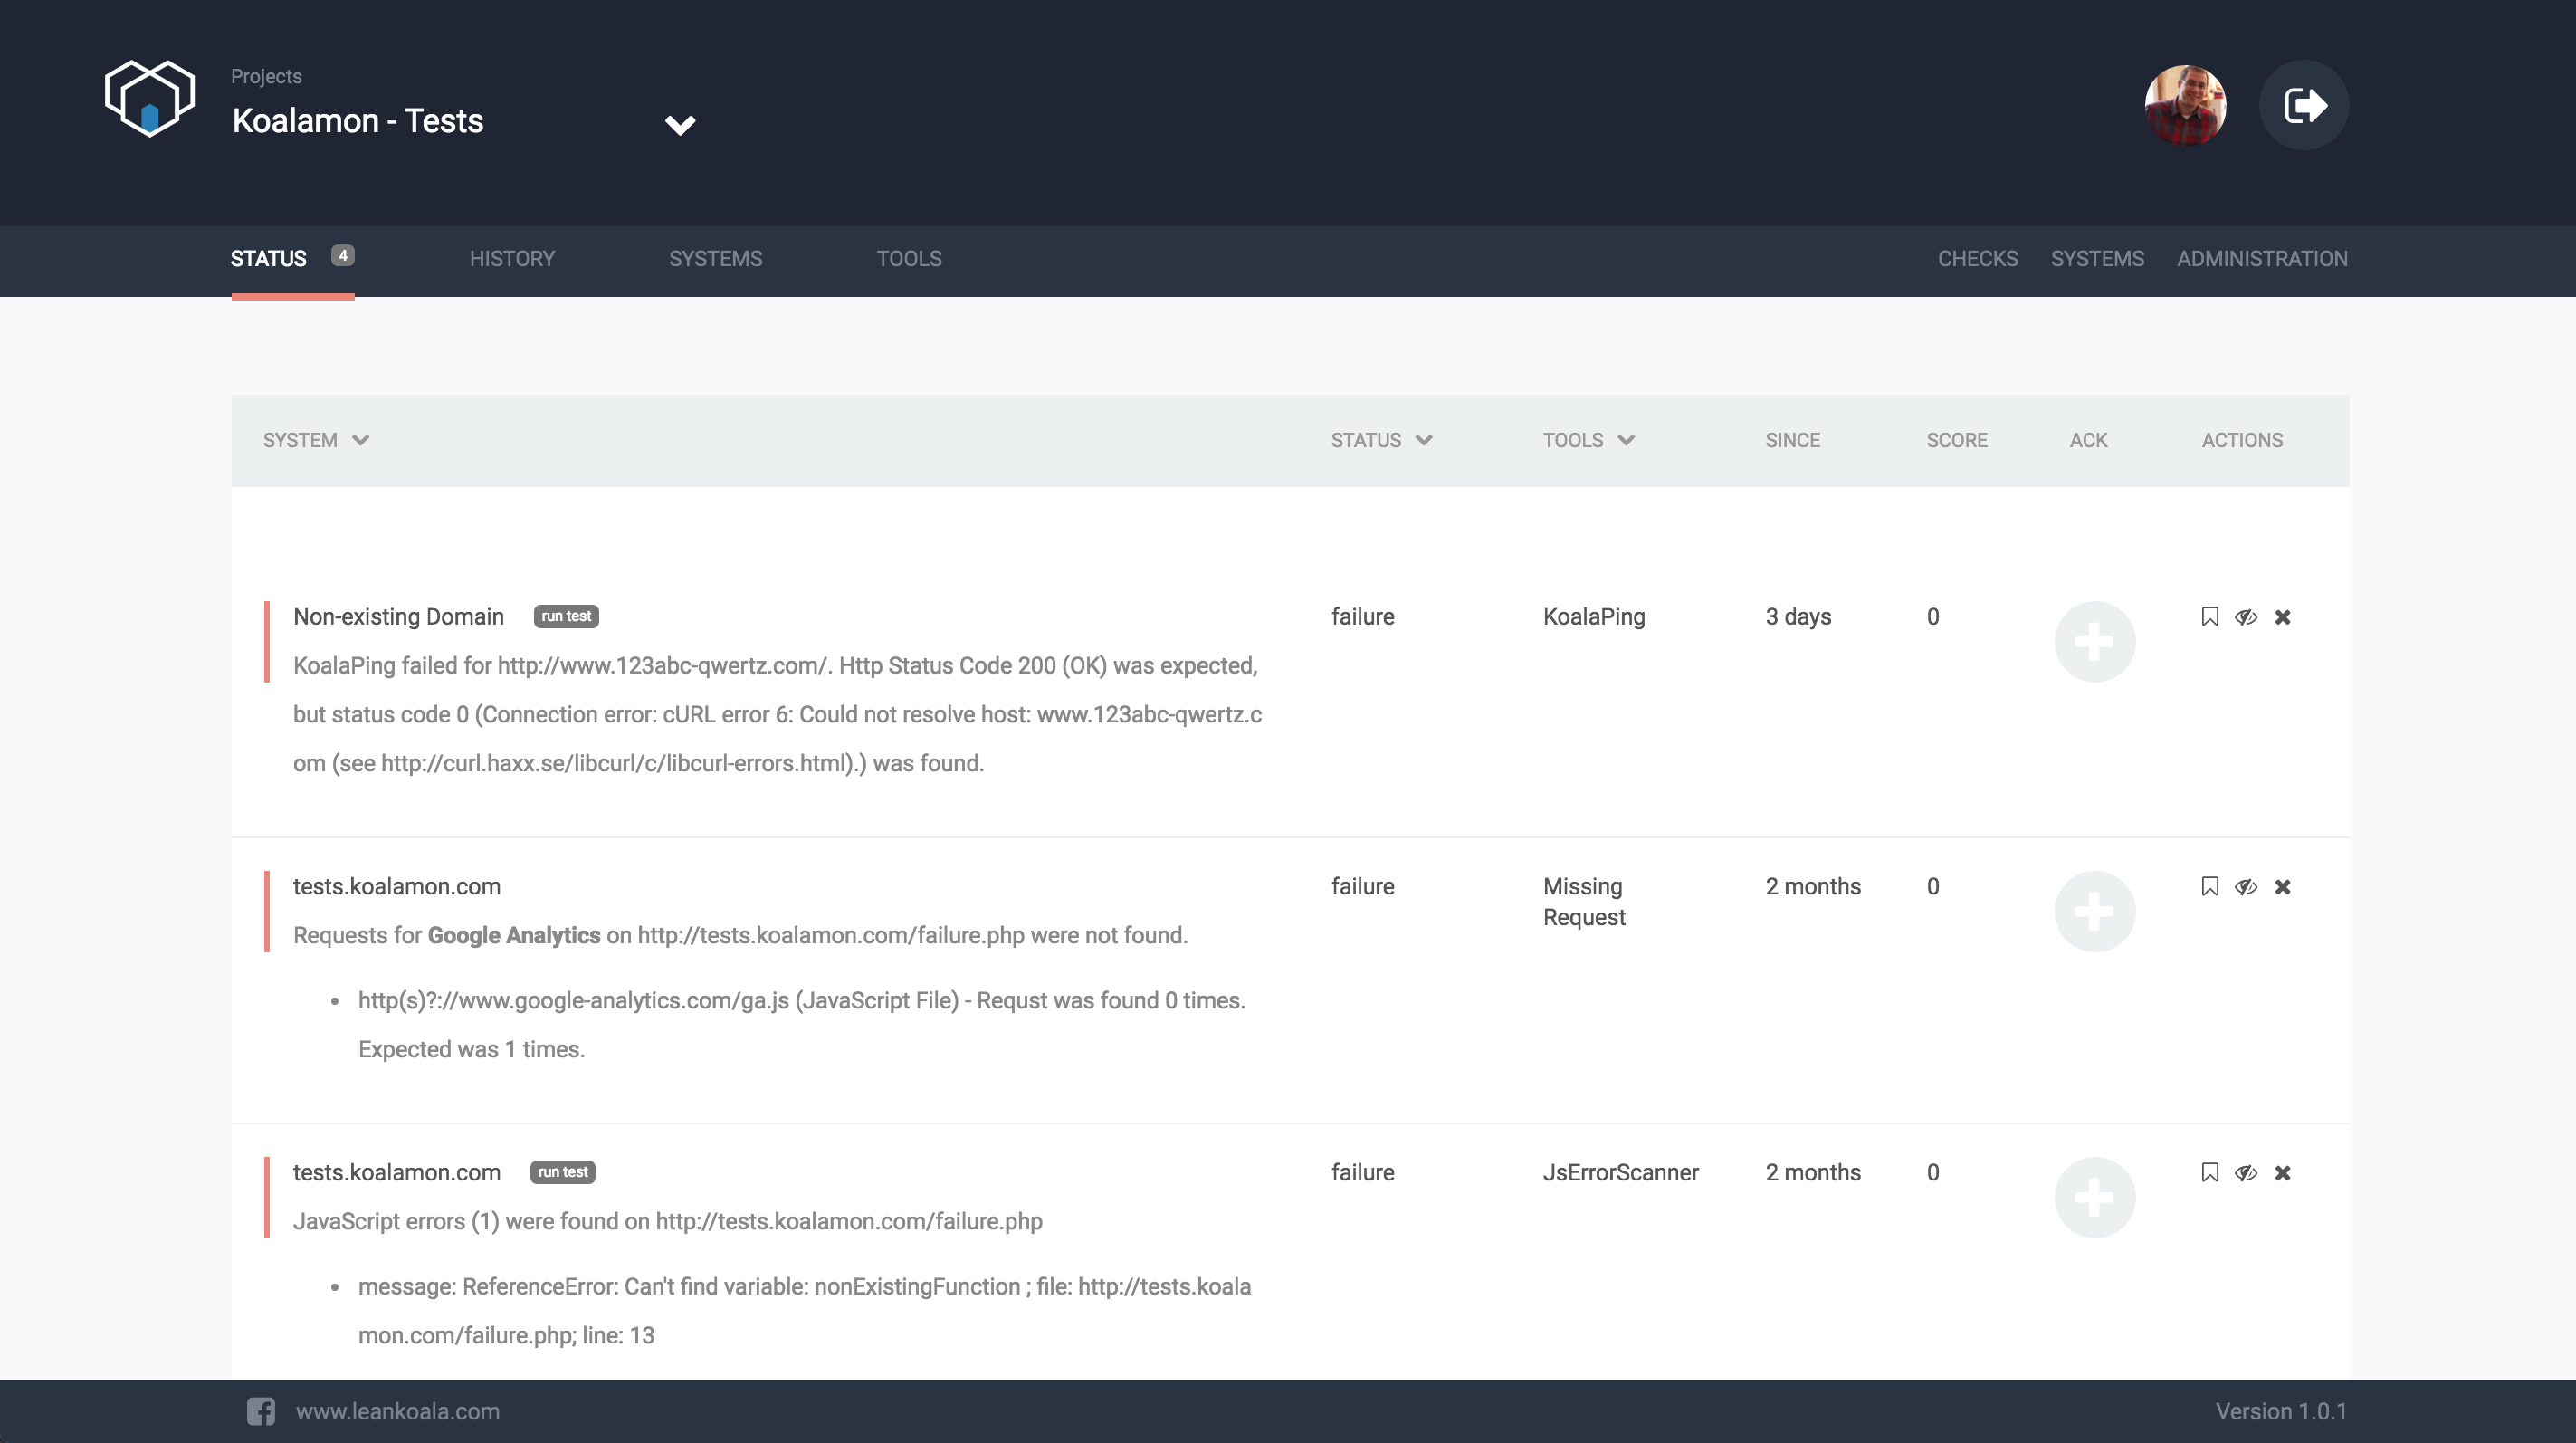 Projects
Koalamon - Tests
STATUS 4 HISTORY SYSTEMS TOOLS CHECKS SYSTEMS ADMINISTRATION
SYSTEM STATUS TOOLS SINCE SCORE ACK ACTIONS
Non-existing Domain run test failure KoalaPing 3 days 0
KoalaPing failed for http://www.123abc-qwertz.com/. Http Status Code 200 (OK) was expected,
but status code 0 (Connection error: cURL error 6: Could not resolve host: www.123abc-qwertz.c
om (see http://curl.haxx.se/libcurl/c/libcurl-errors.html).) was found.
tests.koalamon.com failure Missing 2 months 0
Request
Requests for Google Analytics on http://tests.koalamon.com/failure.php were not found.
• http(s)?://www.google-analytics.com/ga.js (JavaScript File) - Requst was found 0 times.
Expected was 1 times.
tests.koalamon.com run test failure JsErrorScanner 2 months 0
JavaScript errors (1) were found on http://tests.koalamon.com/failure.php
• message: ReferenceError: Can't find variable: nonExistingFunction ; file: http://tests.koala
mon.com/failure.php; line: 13
www.leankoala.com Version 1.0.1